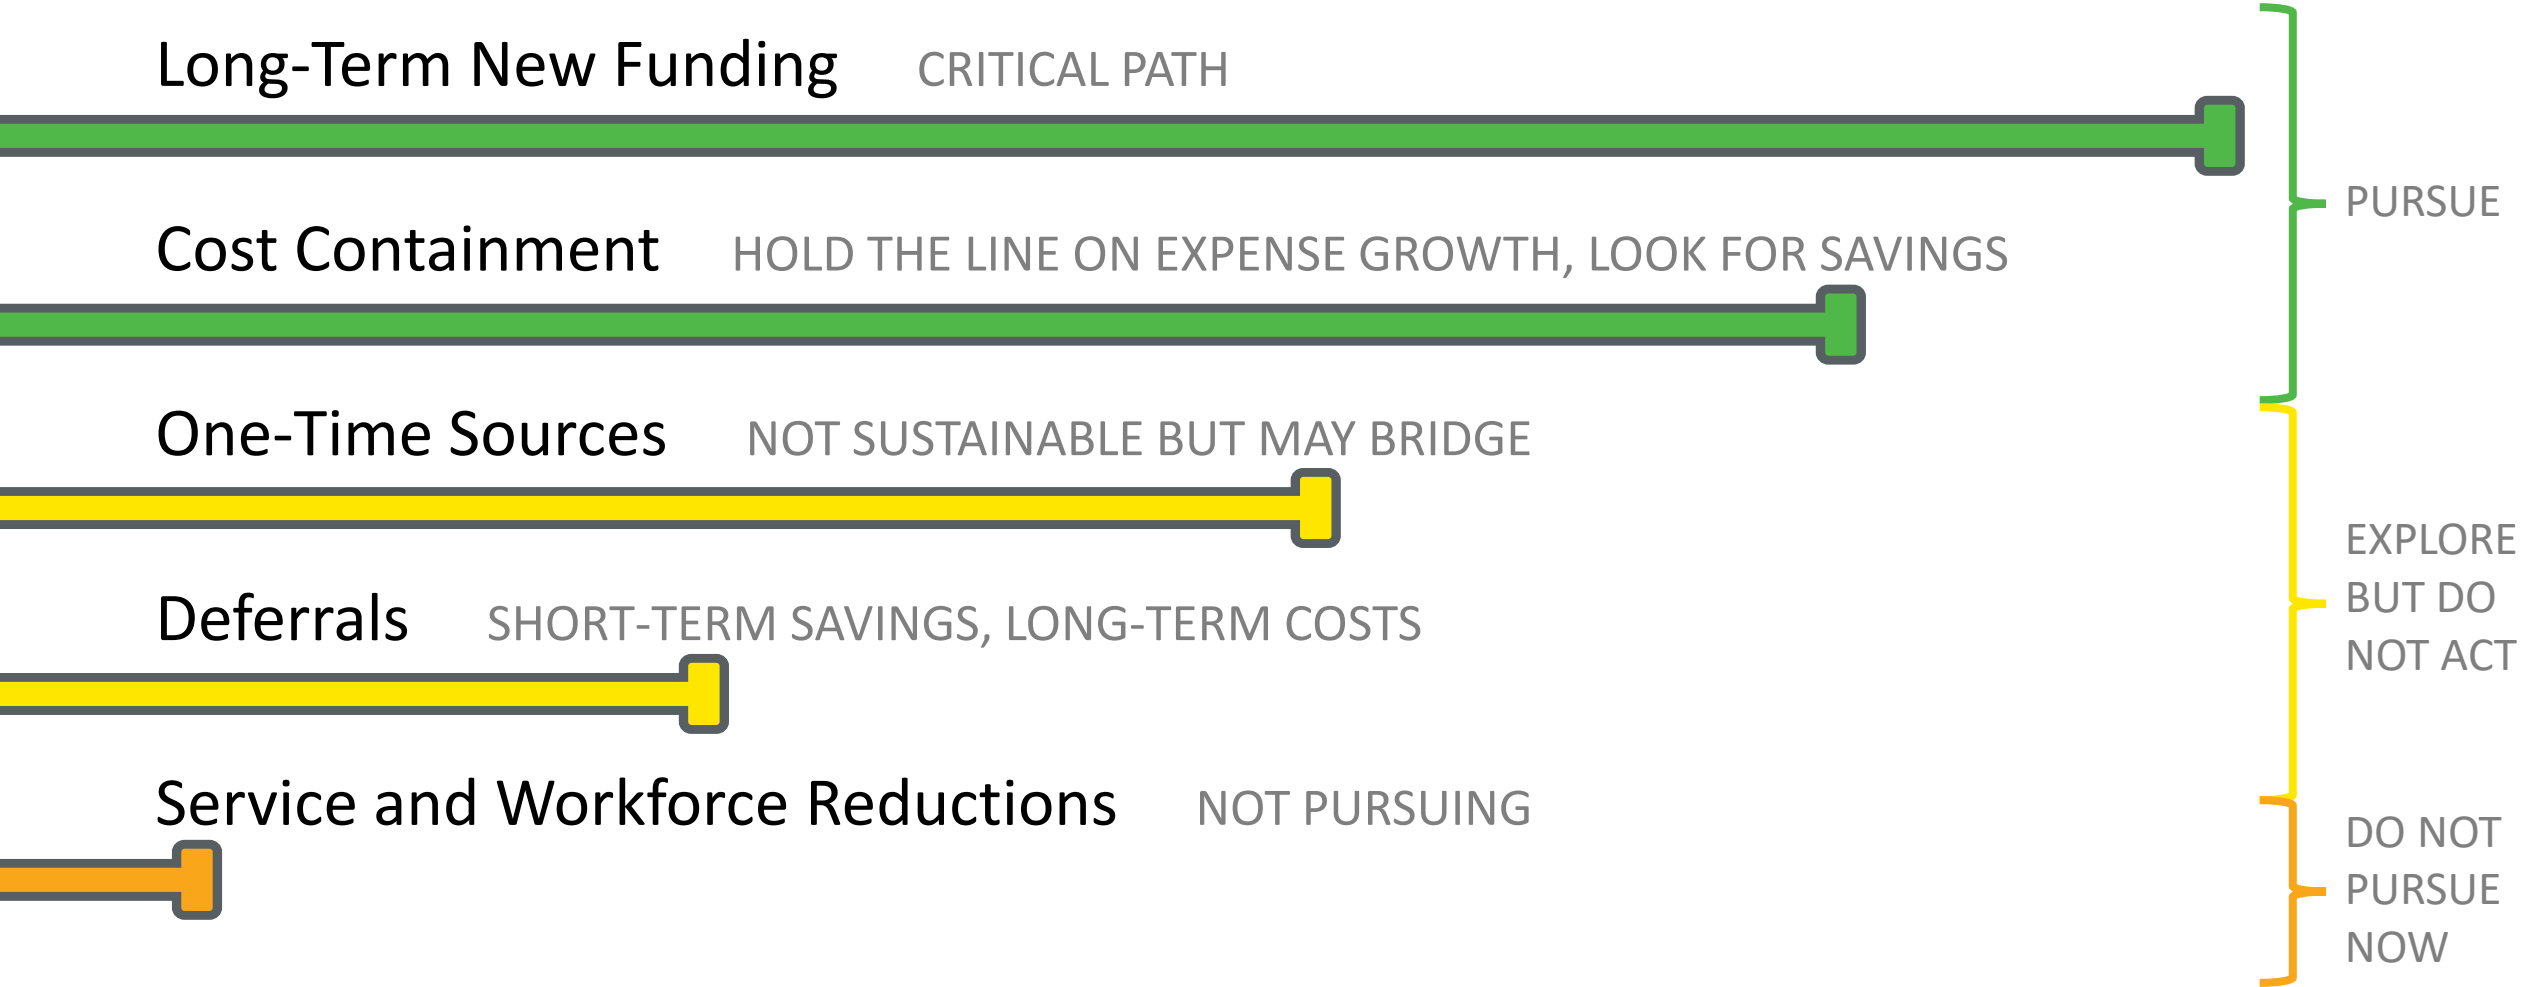 Long-Term New Funding CRITICAL PATH
Cost Containment HOLD THE LINE ON EXPENSE GROWTH, LOOK FOR SAVINGS
PURSUE
One-Time Sources NOT SUSTAINABLE BUT MAY BRIDGE
Deferrals SHORT-TERM SAVINGS, LONG-TERM COSTS
EXPLORE
BUT DO
NOT ACT
Service and Workforce Reductions NOT PURSUING
DO NOT
PURSUE
NOW